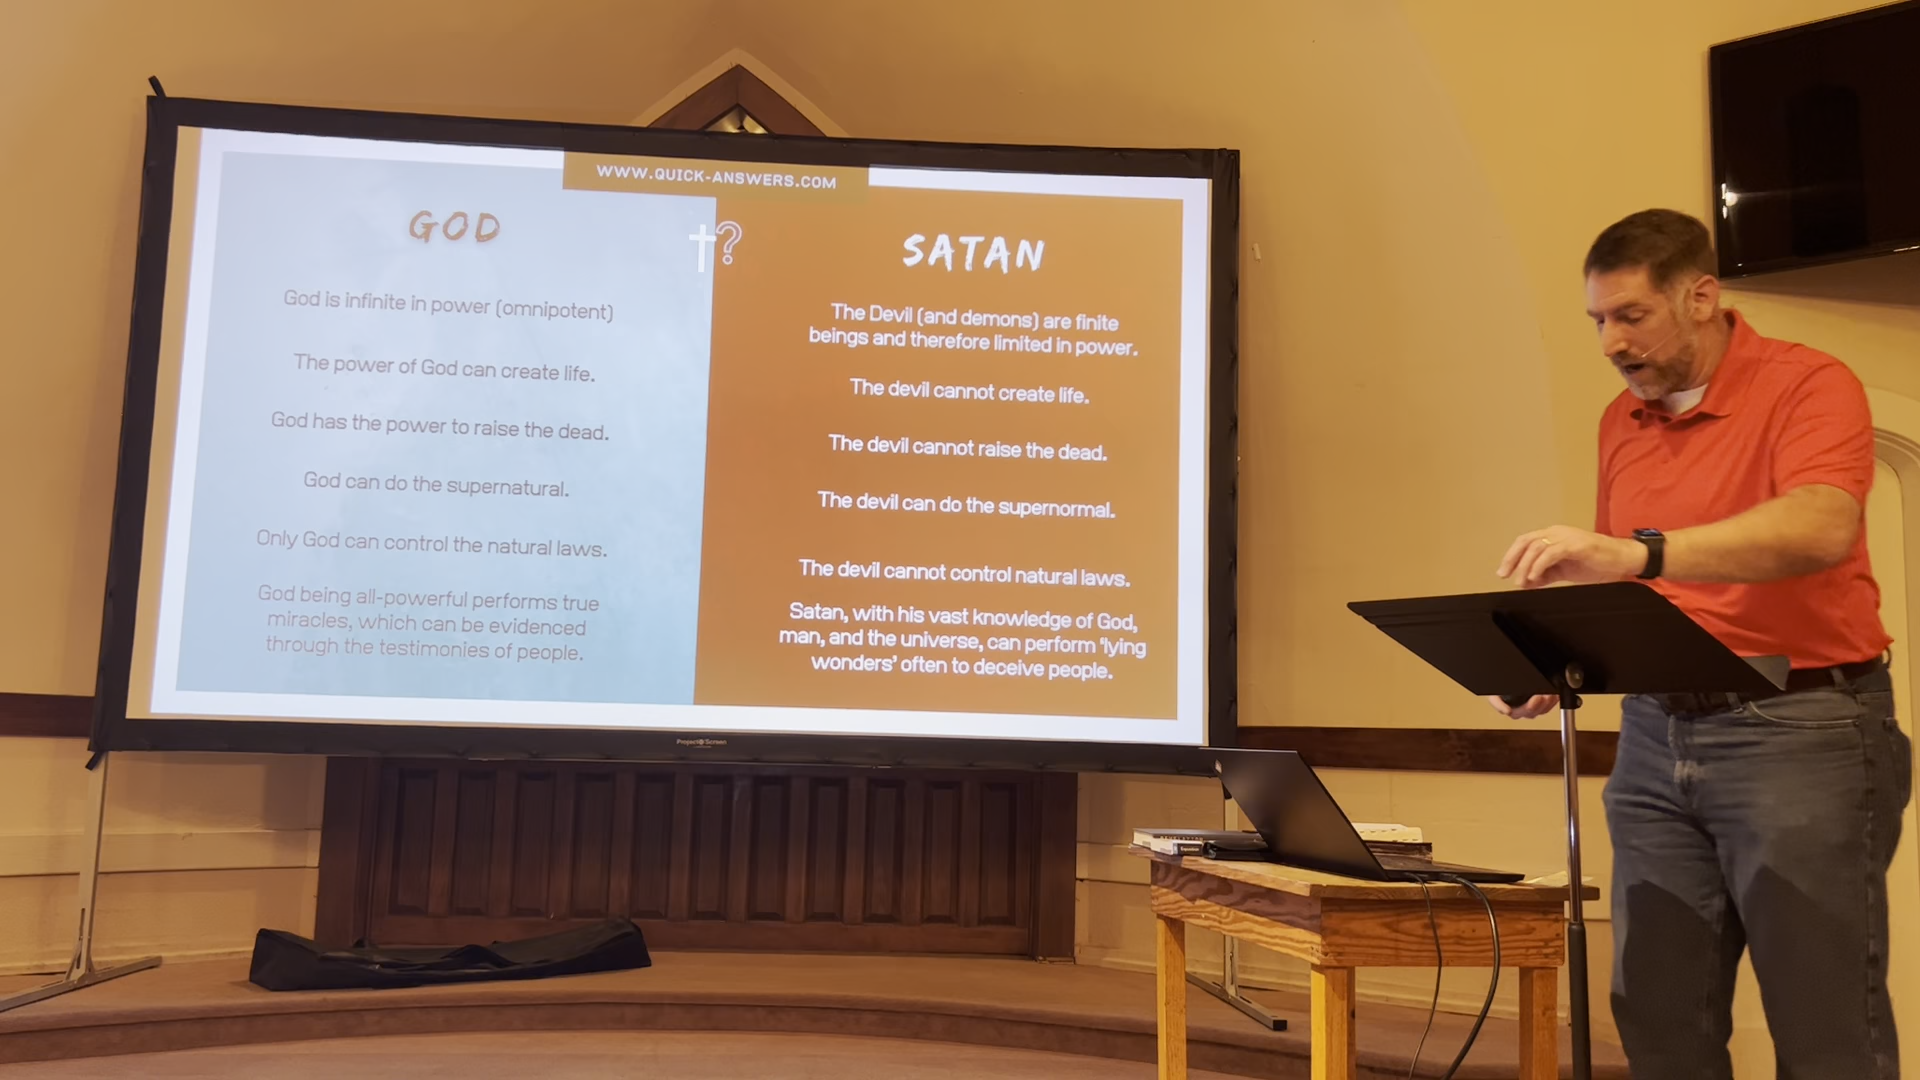 WWW.QUICK-ANSWERS.COM
GOD
God is infinite in power (omnipotent)
The power of God can create life.
God has the power to raise the dead.
God can do the supernatural.
Only God can control the natural laws.
God being all-powerful performs true
miracles, which can be evidenced
through the testimonies of people.
?
SATAN
The Devil (and demons) are finite
beings and therefore limited in power.
The devil cannot create life.
The devil cannot raise the dead.
The devil can do the supernormal.
The devil cannot control natural laws.
Satan, with his vast knowledge of God,
man, and the universe, can perform 'lying
wonders' often to deceive people.
Project Screen